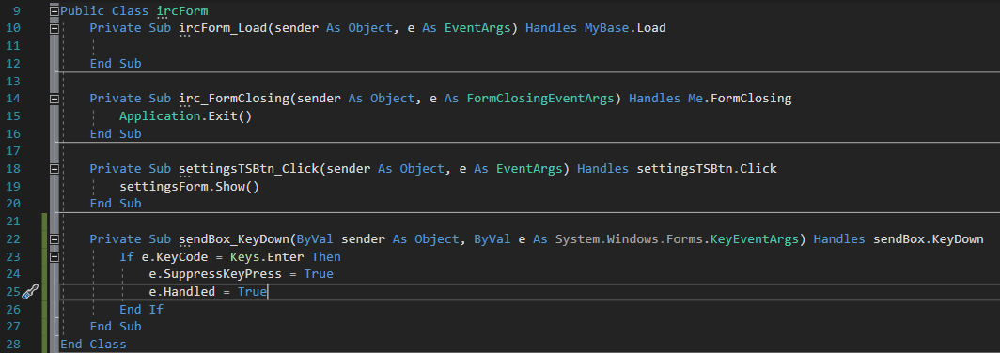 9 Public Class ircForm
10 Private Sub ircForm_Load(sender As Object, e As EventArgs) Handles MyBase.Load
11
12 End Sub
13
14 Private Sub irc_FormClosing(sender As Object, e As FormClosingEventArgs) Handles Me.FormClosing
15 Application.Exit()
16 End Sub
17
18 Private Sub settingsTSBtn_Click(sender As Object, e As EventArgs) Handles settingsTSBtn.Click
19 settingsForm.Show()
20 End Sub
21
22 Private Sub sendBox_KeyDown(ByVal sender As Object, ByVal e As System.Windows.Forms.KeyEventArgs) Handles sendBox.KeyDown
23 If e.KeyCode = Keys.Enter Then
24 e.SuppressKeyPress = True
25 e.Handled = True
26 End If
27 End Sub
28 End Class